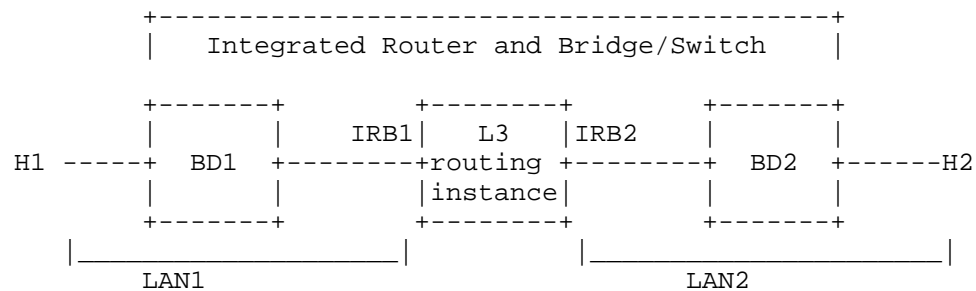 Integrated Router and Bridge/Switch
IRB1 L3 IRB2
H1 BD1 routing BD2 H2
instance
LAN1 LAN2